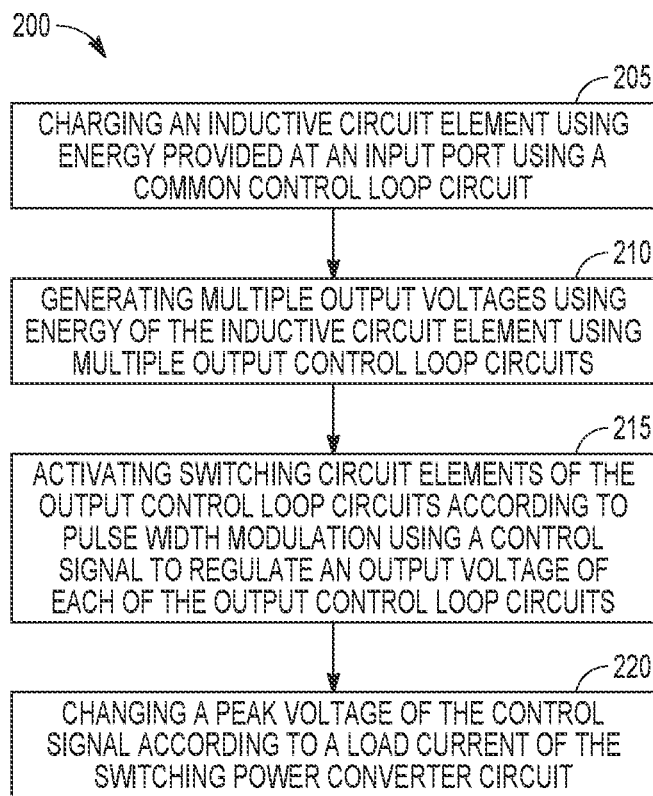 200
205
CHARGING AN INDUCTIVE CIRCUIT ELEMENT USING
ENERGY PROVIDED AT AN INPUT PORT USING A
COMMON CONTROL LOOP CIRCUIT
210
GENERATING MULTIPLE OUTPUT VOLTAGES USING
ENERGY OF THE INDUCTIVE CIRCUIT ELEMENT USING
MULTIPLE OUTPUT CONTROL LOOP CIRCUITS
215
ACTIVATING SWITCHING CIRCUIT ELEMENTS OF THE
OUTPUT CONTROL LOOP CIRCUITS ACCORDING TO
PULSE WIDTH MODULATION USING A CONTROL
SIGNAL TO REGULATE AN OUTPUT VOLTAGE OF
EACH OF THE OUTPUT CONTROL LOOP CIRCUITS
220
CHANGING A PEAK VOLTAGE OF THE CONTROL
SIGNAL ACCORDING TO A LOAD CURRENT OF THE
SWITCHING POWER CONVERTER CIRCUIT